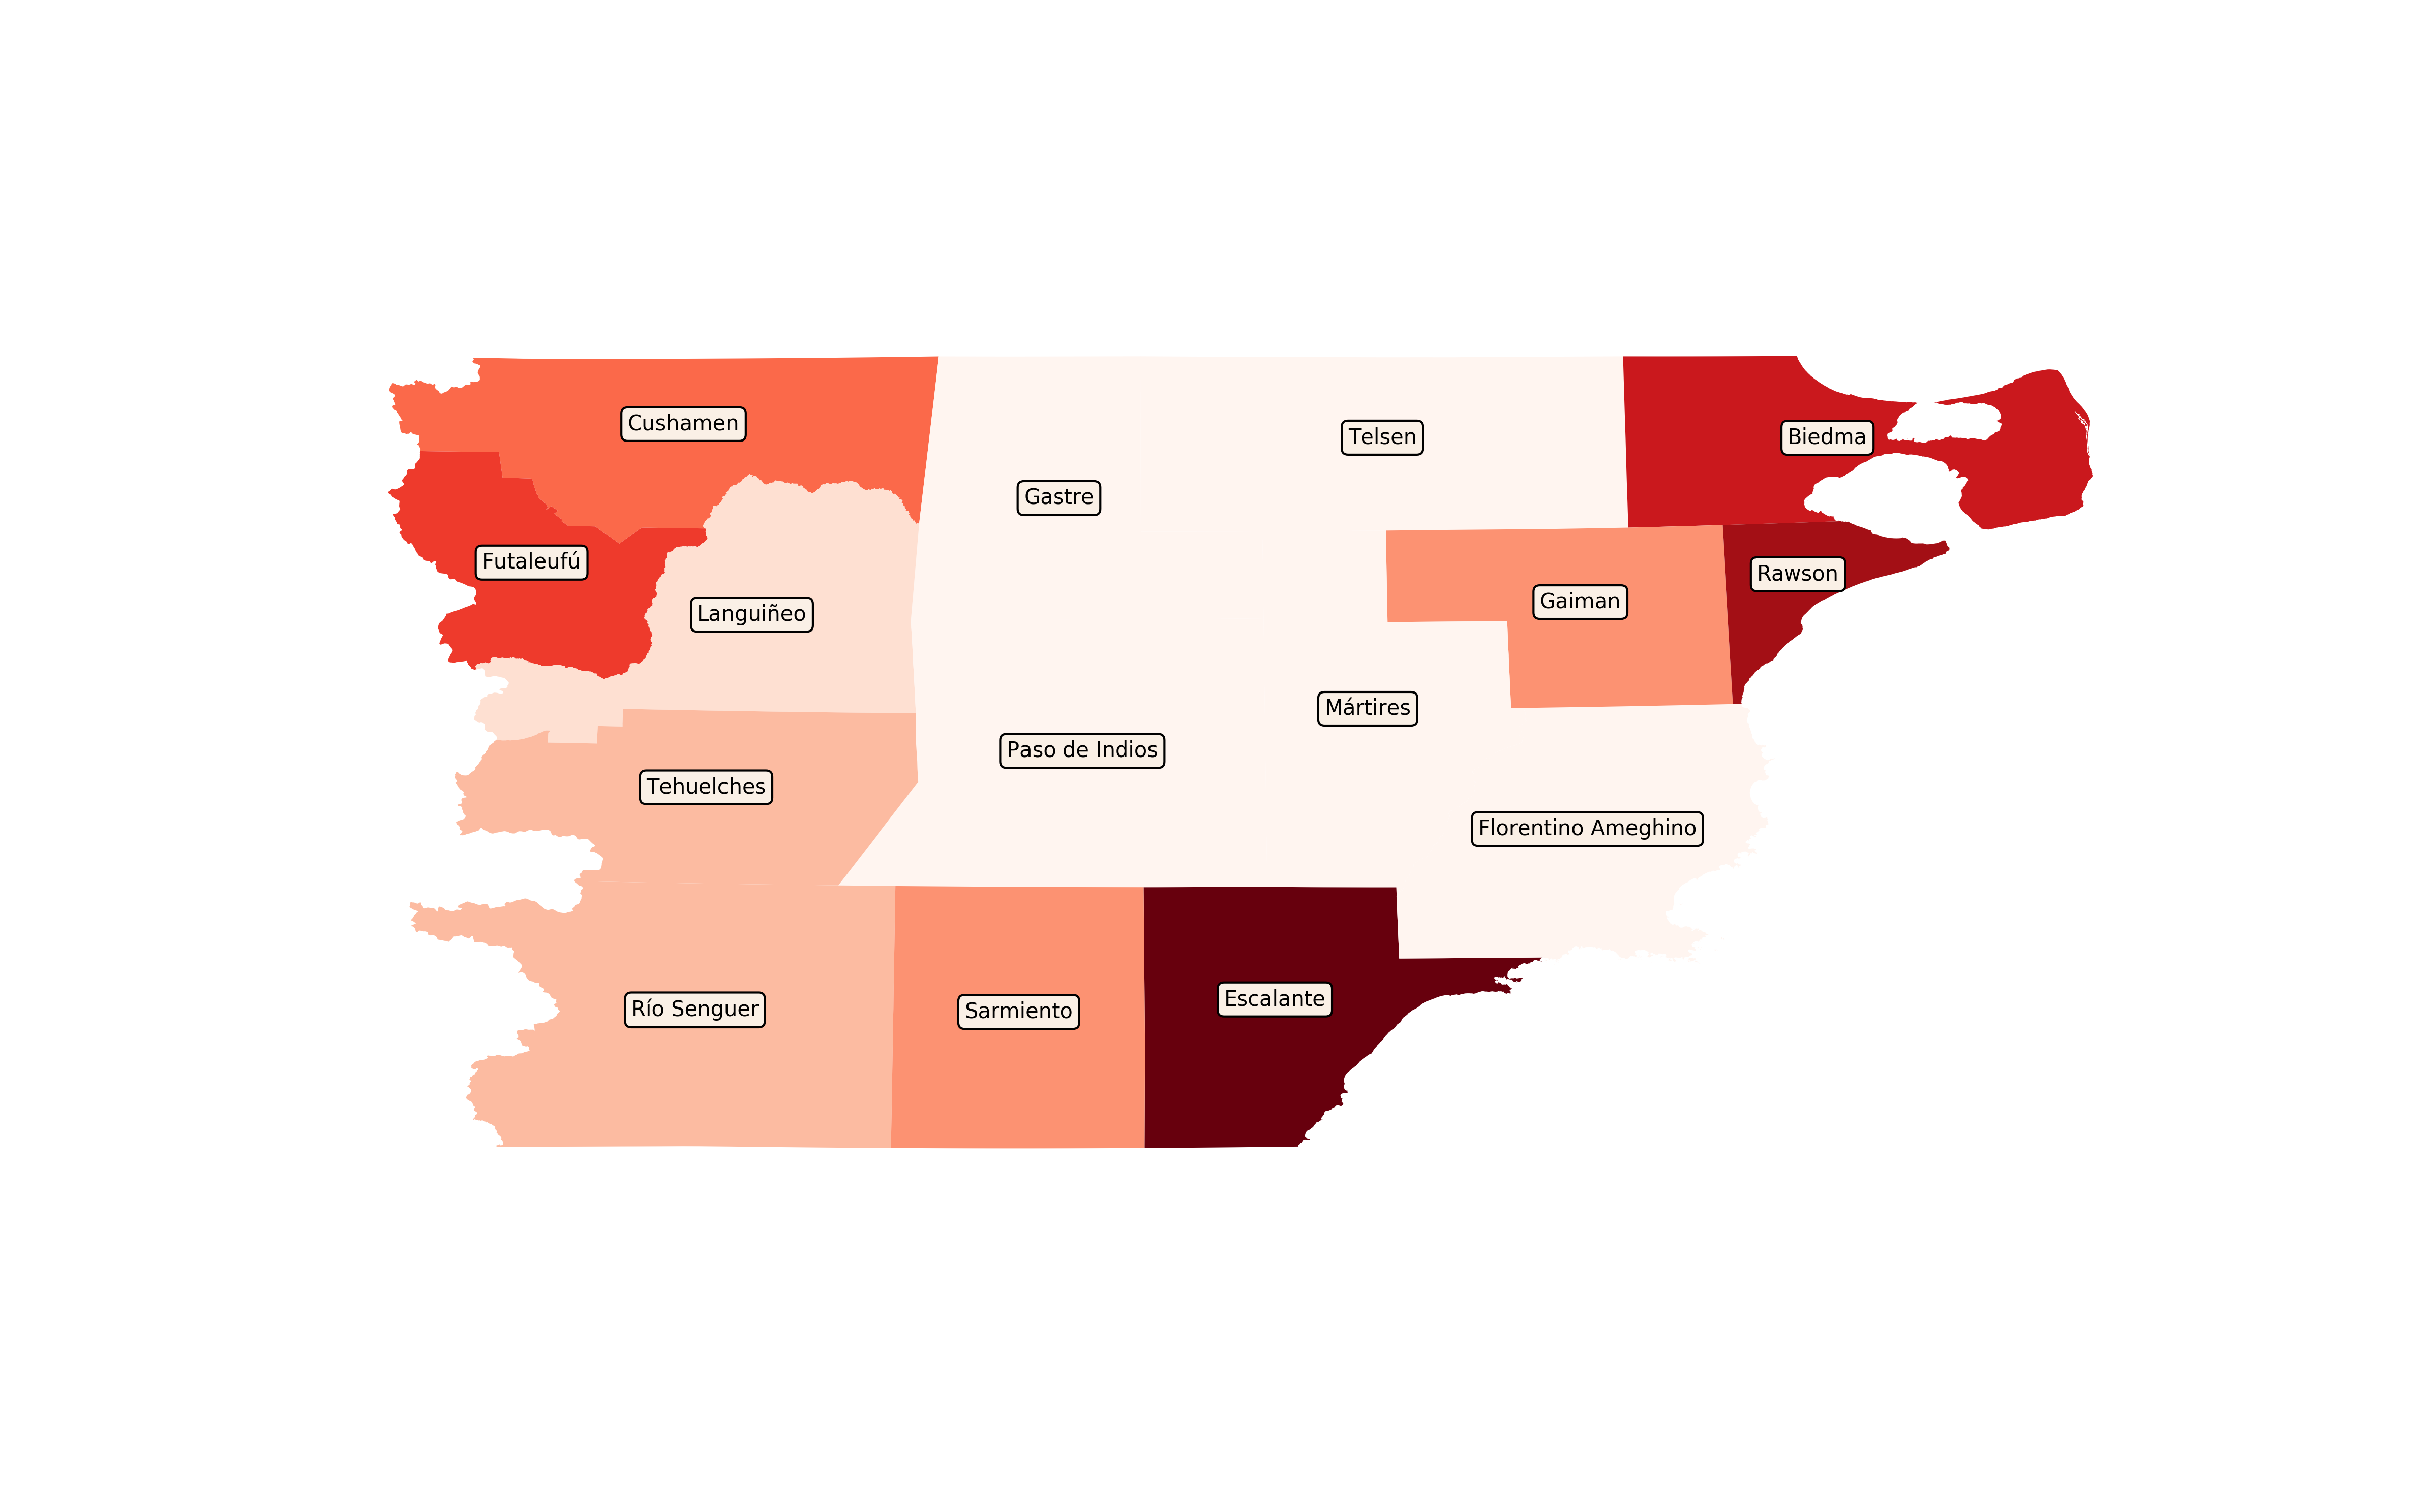 Cushamen
Telsen
Biedma
Gastre
Futaleufú
Rawson
Languiñeo
Gaiman
Mártires
Paso de Indios
Tehuelches
Florentino Ameghino
Río Senguer
Sarmiento
Escalante